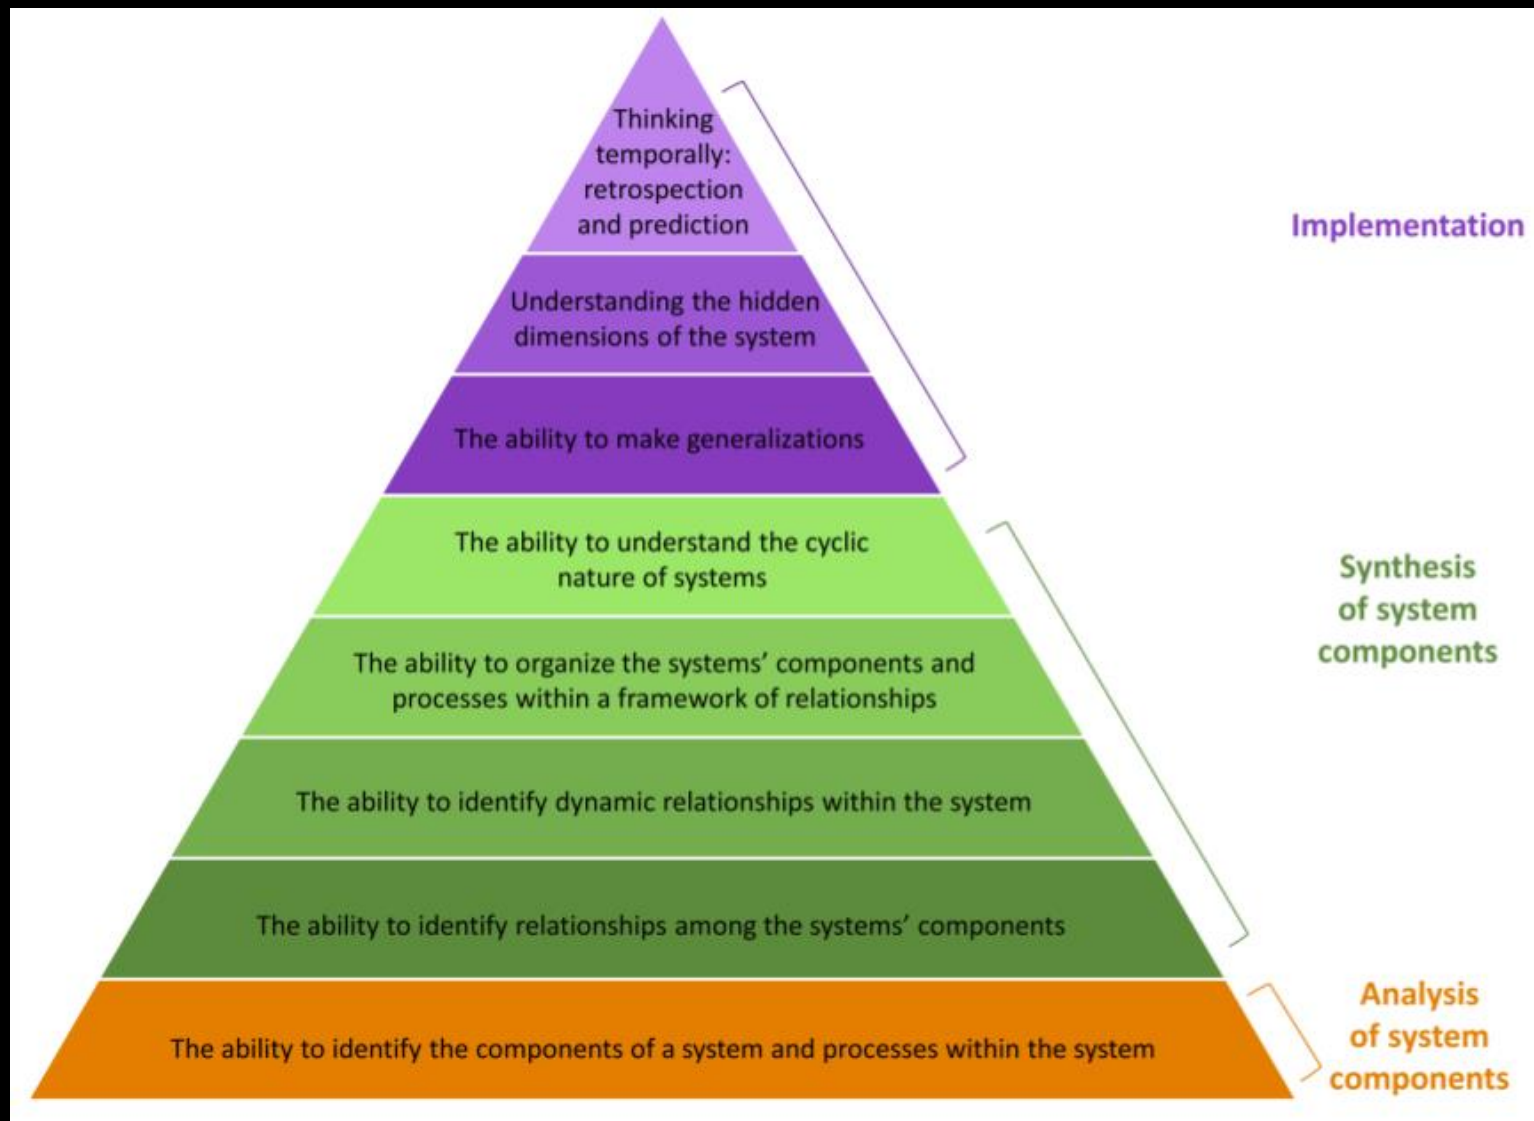 Thinking
temporally:
retrospection
and prediction
Understanding the hidden
dimensions of the system
The ability to make generalizations
The ability to understand the cyclic
nature of systems
The ability to organize the systems’ components and
processes within a framework of relationships
The ability to identify dynamic relationships within the system
The ability to identify relationships among the systems’ components
The ability to identify the components of a system and processes within the system
Implementation
Synthesis
of system
components
Analysis
of system
components